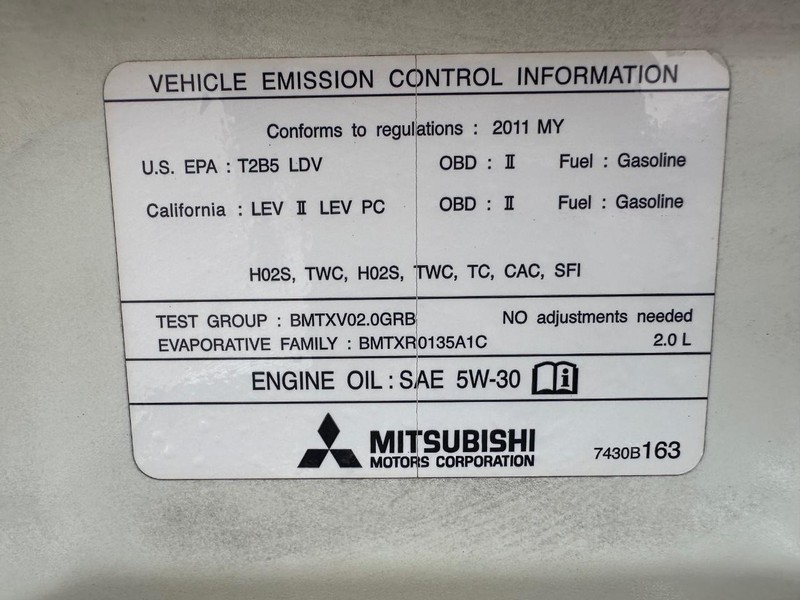 VEHICLE EMISSION CONTROL INFORMATION
Conforms to regulations : 2011 MY
U.S. EPA : T2B5 LDV OBD : II Fuel : Gasoline
California : LEV II LEV PC OBD : II Fuel : Gasoline
H02S, TWC, H02S, TWC, TC, CAC, SFI
TEST GROUP : BMTXV02.0GRB NO adjustments needed
EVAPORATIVE FAMILY : BMTXR0135A1C 2.0 L
ENGINE OIL : SAE 5W-30 i
MITSUBISHI
MOTORS CORPORATION
7430B163